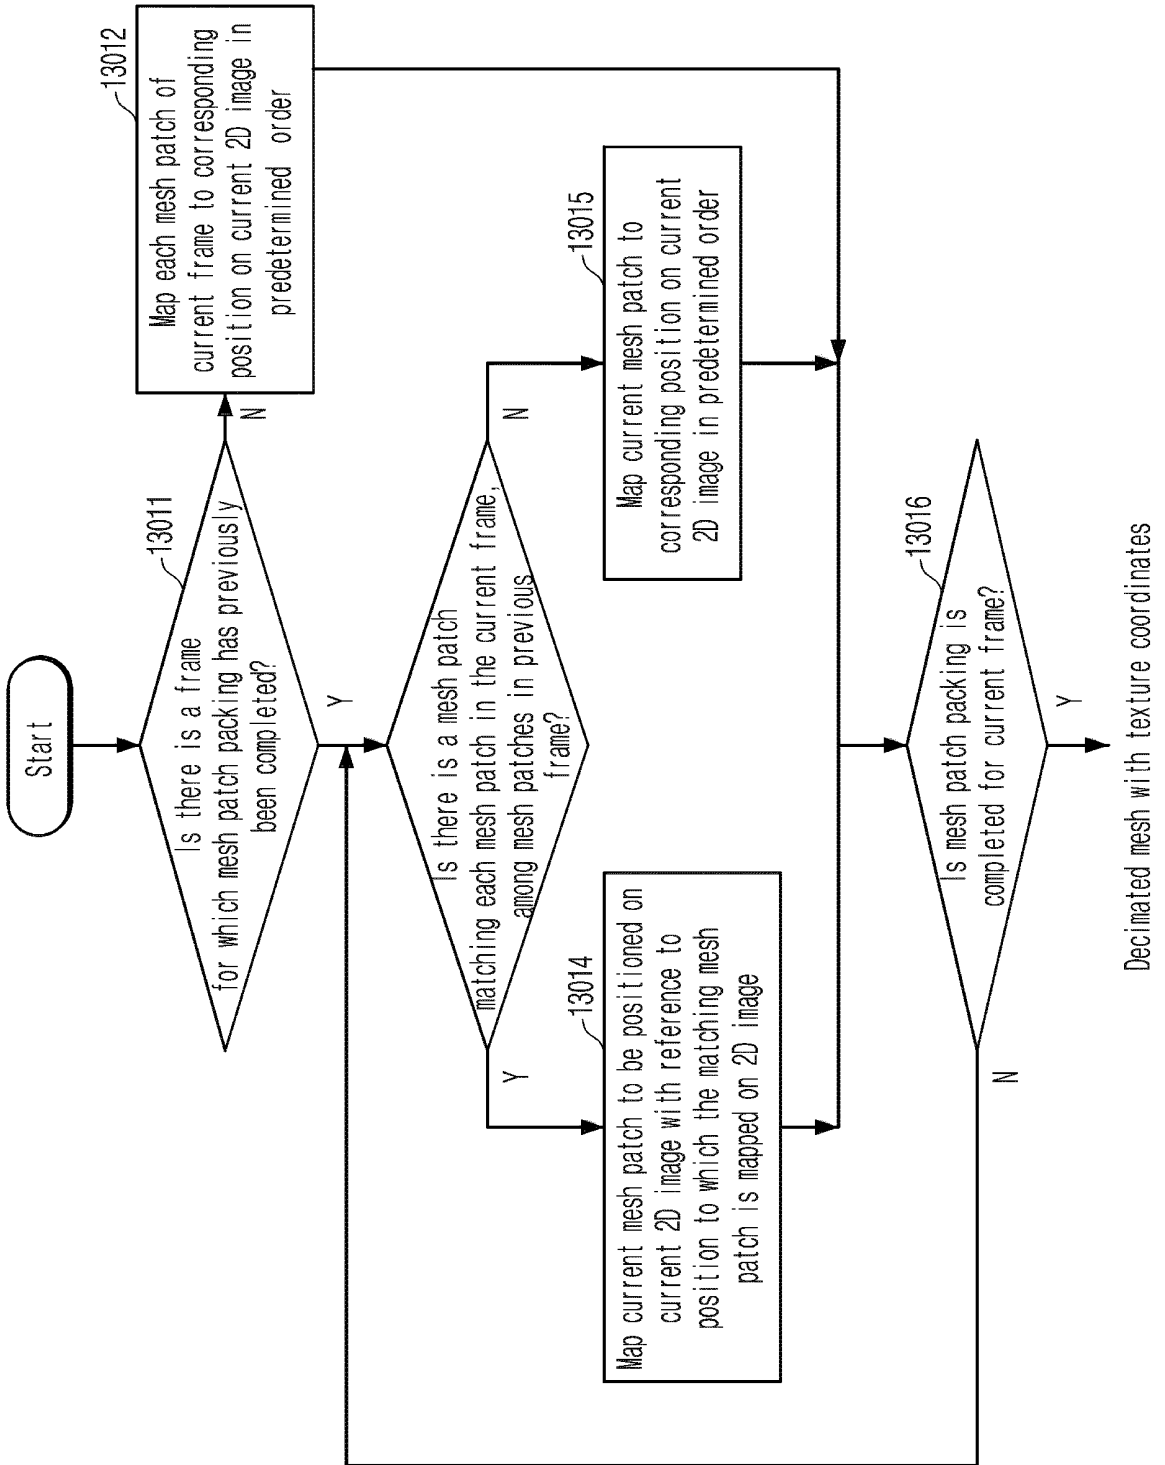 Start
13011
Is there is a frame
for which mesh patch packing has previously
been completed?
N
Y
13012
Map each mesh patch of
current frame to corresponding
position on current 2D image in
predetermined order
Is there is a mesh patch
matching each mesh patch in the current frame,
among mesh patches in previous
frame?
Y
N
13014
Map current mesh patch to be positioned on
current 2D image with reference to
position to which the matching mesh
patch is mapped on 2D image
13015
Map current mesh patch to
corresponding position on current
2D image in predetermined order
13016
Is mesh patch packing is
completed for current frame?
N
Y
Decimated mesh with texture coordinates